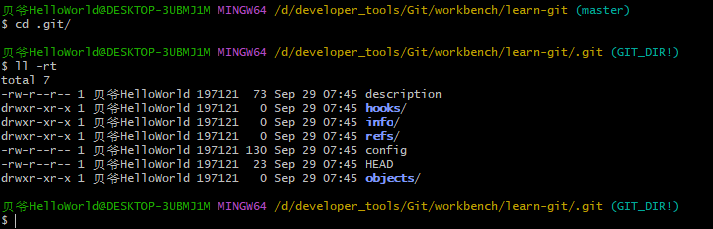 贝爷HelloWorld@DESKTOP-3UBMJ1M MINGW64 /d/developer_tools/Git/workbench/learn-git (master)
$ cd .git/
贝爷HelloWorld@DESKTOP-3UBMJ1M MINGW64 /d/developer_tools/Git/workbench/learn-git/.git (GIT_DIR!)
$ ll -rt
total 7
-rw-r--r-- 1 贝爷HelloWorld 197121  73 Sep 29 07:45 description
drwxr-xr-x 1 贝爷HelloWorld 197121   0 Sep 29 07:45 hooks/
drwxr-xr-x 1 贝爷HelloWorld 197121   0 Sep 29 07:45 info/
drwxr-xr-x 1 贝爷HelloWorld 197121   0 Sep 29 07:45 refs/
-rw-r--r-- 1 贝爷HelloWorld 197121 130 Sep 29 07:45 config
-rw-r--r-- 1 贝爷HelloWorld 197121  23 Sep 29 07:45 HEAD
drwxr-xr-x 1 贝爷HelloWorld 197121   0 Sep 29 07:45 objects/
贝爷HelloWorld@DESKTOP-3UBMJ1M MINGW64 /d/developer_tools/Git/workbench/learn-git/.git (GIT_DIR!)
$